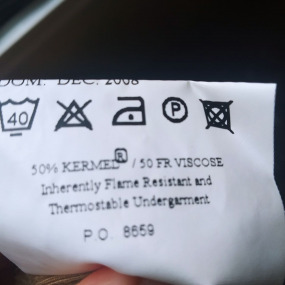 DOM. DEC. 2008
40 P
50% KERMEL® / 50 FR VISCOSE
Inherently Flame Resistant and
Thermostable Undergarment
P.O. 8659